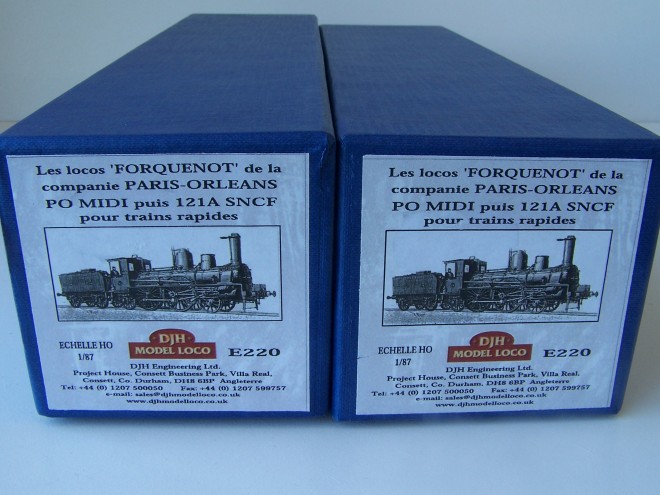 Les locos 'FORQUENOT' de la
companie PARIS-ORLEANS
PO MIDI puis 121A SNCF
pour trains rapides
ECHELLE HO
1/87
DJH
MODEL LOCO
E220
DJH Engineering Ltd.
Project House, Consett Business Park, Villa Real,
Consett, Co. Durham, DH8 6BP Angleterre
Tel: +44 (0) 1207 500050 Fax: +44 (0) 1207 599757
e-mail: sales@djhmodelloco.co.uk
www.djhmodelloco.co.uk
Les locos 'FORQUENOT' de la
companie PARIS-ORLEANS
PO MIDI puis 121A SNCF
pour trains rapides
ECHELLE HO
1/87
DJH
MODEL LOCO
E220
DJH Engineering Ltd.
Project House, Consett Business Park, Villa Real,
Consett, Co. Durham, DH8 6BP Angleterre
Tel: +44 (0) 1207 500050 Fax: +44 (0) 1207 599757
e-mail: sales@djhmodelloco.co.uk
www.djhmodelloco.co.uk